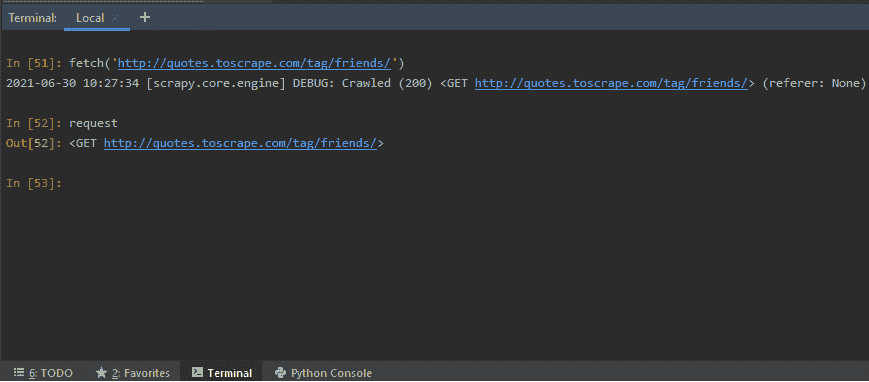 Terminal: Local × +
In [51]: fetch('http://quotes.toscrape.com/tag/friends/')
2021-06-30 10:27:34 [scrapy.core.engine] DEBUG: Crawled (200) <GET http://quotes.toscrape.com/tag/friends/> (referer: None)
In [52]: request
Out[52]: <GET http://quotes.toscrape.com/tag/friends/>
In [53]:
6: TODO 2: Favorites Terminal Python Console